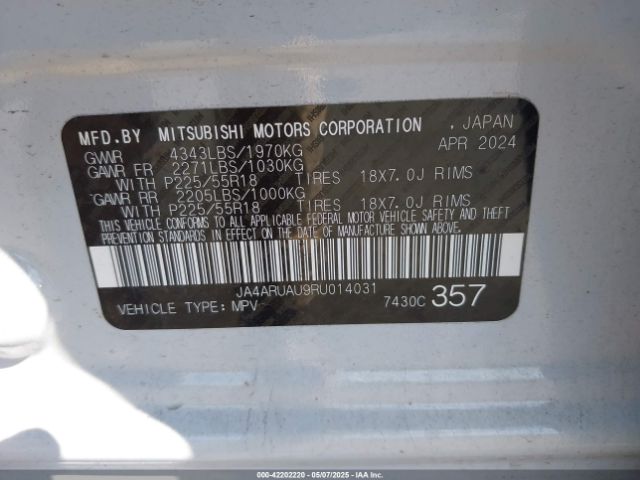 MFD.BY MITSUBISHI MOTORS CORPORATION , JAPAN
GVWR 4343LBS/1970KG APR 2024
GAWR FR 2271LBS/1030KG
WITH P225/55R18 TIRES 18X7.0J RIMS
GAWR RR 2205LBS/1000KG
WITH P225/55R18 TIRES 18X7.0J RIMS
THIS VEHICLE CONFORMS TO ALL APPLICABLE FEDERAL MOTOR VEHICLE SAFETY AND THEFT
PREVENTION STANDARDS IN EFFECT ON THE DATE OF MANUFACTURE SHOWN ABOVE.
JA4ARUAU9RU014031
VEHICLE TYPE: MPV 7430C 357
000-42202220 | 05/07/2025 | IAAI.COM